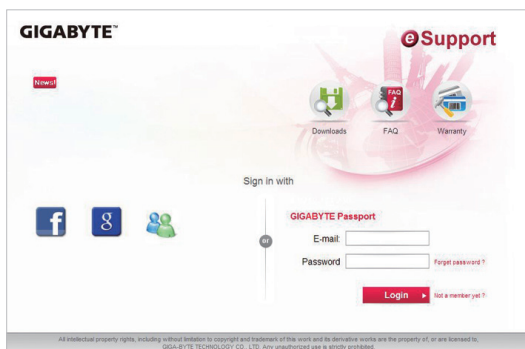 GIGABYTE™
eSupport
News!
FAQ
Downloads
FAQ
Warranty
Sign in with
f
g
or
GIGABYTE Passport
E-mail:
Password
Forget password ?
Login
Not a member yet ?
All intellectual property rights, including without limitation to copyright and trademark of this work and its derivative works are the property of, or are licensed to,
GIGA-BYTE TECHNOLOGY CO., LTD. Any unauthorized use is strictly prohibited.